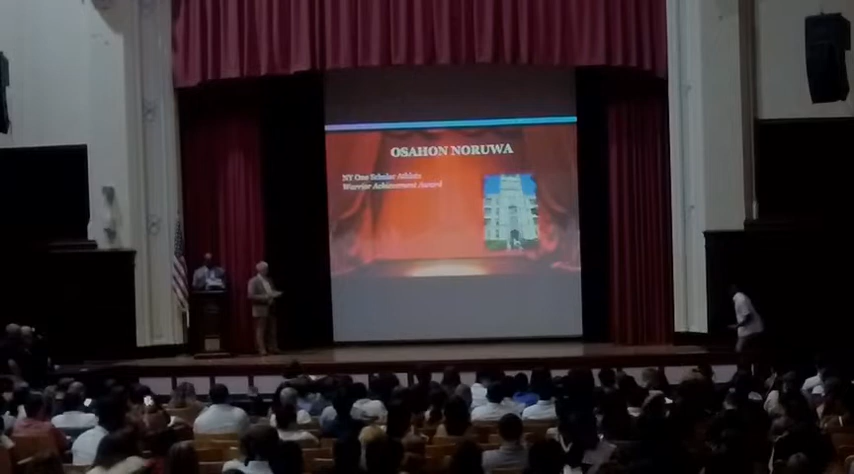 OSAHON NORUWA
NY One Scholar Athlete
Warrior Achievement Award